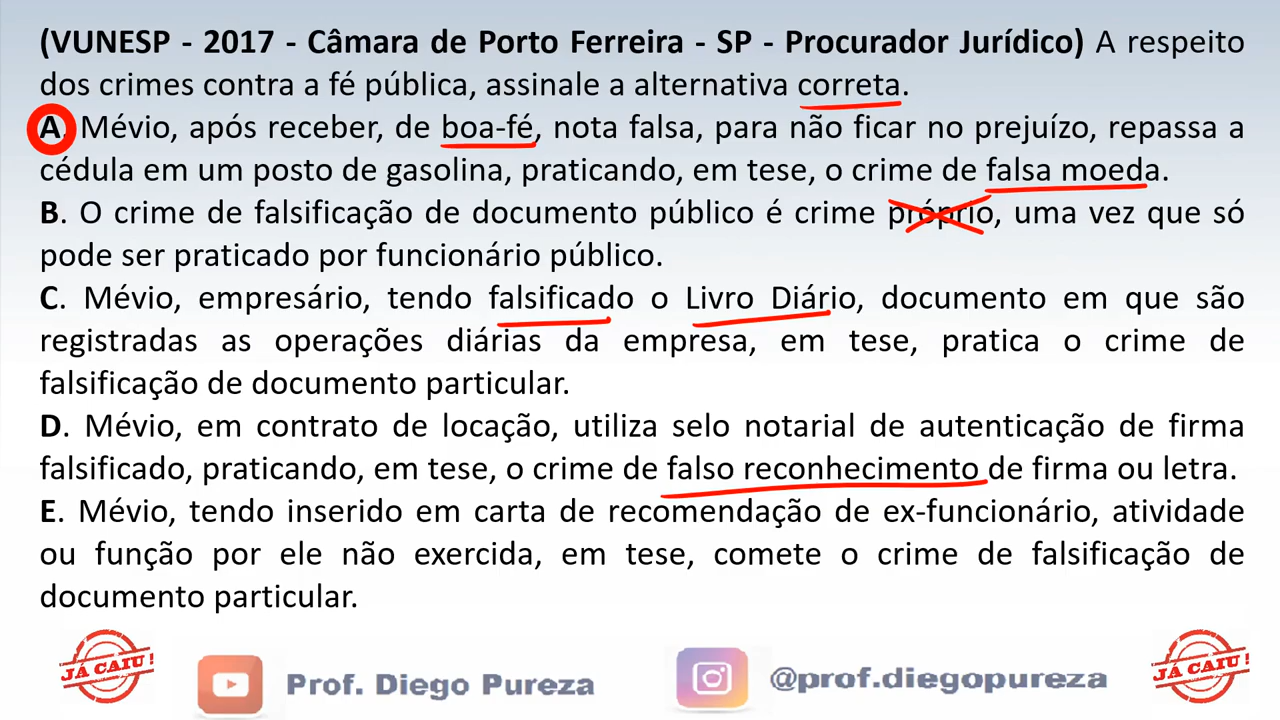 (VUNESP - 2017 - Câmara de Porto Ferreira - SP - Procurador Jurídico) A respeito
dos crimes contra a fé pública, assinale a alternativa correta.
A. Mévio, após receber, de boa-fé, nota falsa, para não ficar no prejuízo, repassa a
cédula em um posto de gasolina, praticando, em tese, o crime de falsa moeda.
B. O crime de falsificação de documento público é crime próprio, uma vez que só
pode ser praticado por funcionário público.
C. Mévio, empresário, tendo falsificado o Livro Diário, documento em que são
registradas as operações diárias da empresa, em tese, pratica o crime de
falsificação de documento particular.
D. Mévio, em contrato de locação, utiliza selo notarial de autenticação de firma
falsificado, praticando, em tese, o crime de falso reconhecimento de firma ou letra.
E. Mévio, tendo inserido em carta de recomendação de ex-funcionário, atividade
ou função por ele não exercida, em tese, comete o crime de falsificação de
documento particular.
JÁ CAIU!
Prof. Diego Pureza
@prof.diegopureza
JÁ CAIU!